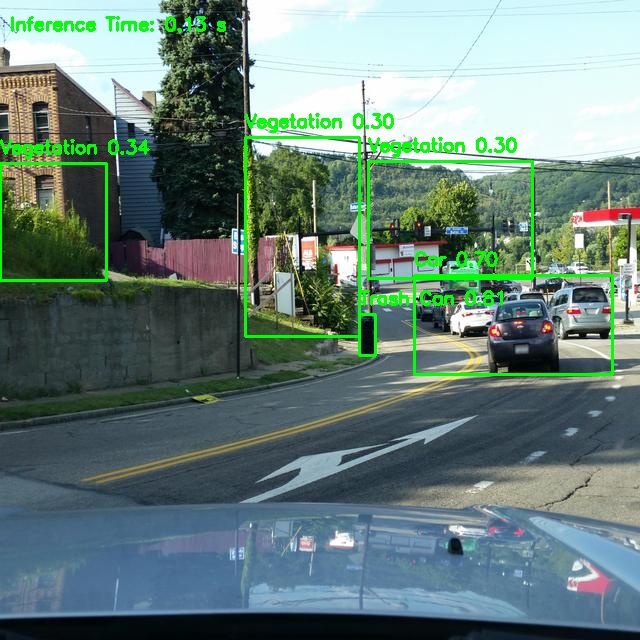 Inference Time: 0.13 s
Vegetation 0.30
Vegetation 0.34
Vegetation 0.30
Car 0.70
Trash Can 0.61